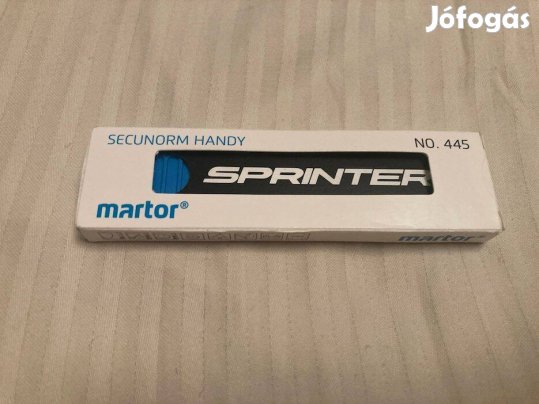 Jófogás
SECUNORM HANDY NO. 445
SPRINTER
martor®
martor®